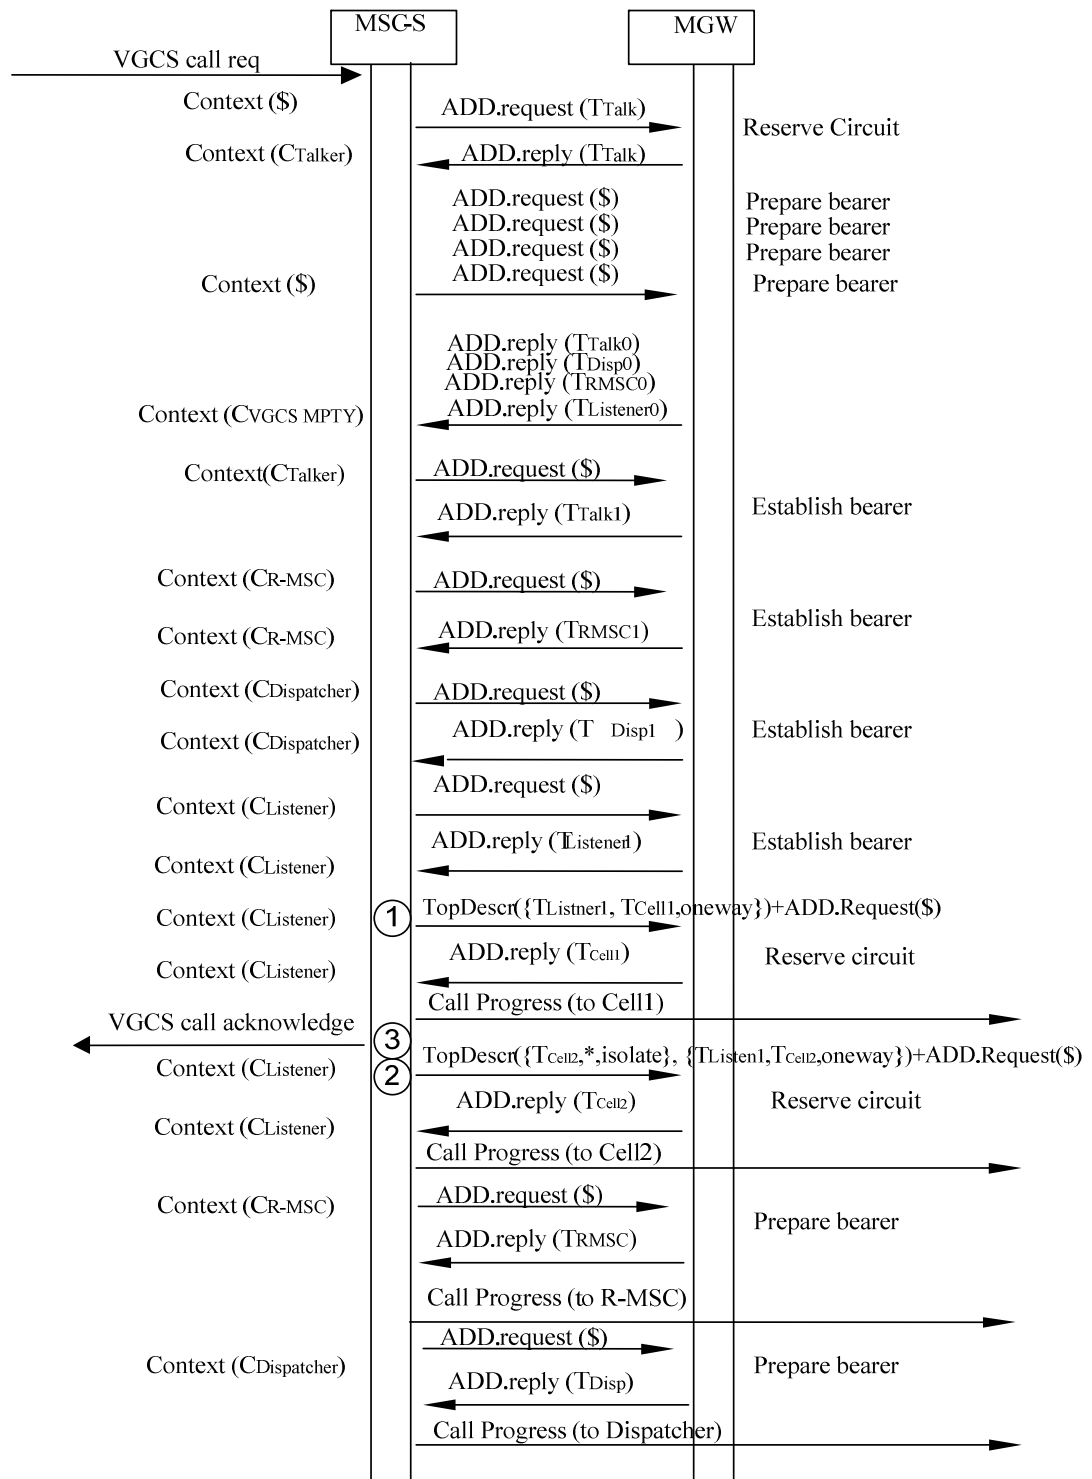 MSC-S
MGW
VGCS call req
Context ($)
ADD.request (TTalk)
Reserve Circuit
Context (CTalker)
ADD.reply (TTalk)
ADD.request ($)
Prepare bearer
ADD.request ($)
Prepare bearer
ADD.request ($)
Prepare bearer
ADD.request ($)
Context ($)
Prepare bearer
ADD.reply (TTalk0)
ADD.reply (TDisp0)
ADD.reply (TRMSC0)
ADD.reply (TListener0)
Context (CVGCS MPTY)
Context(CTalker)
ADD.request ($)
ADD.reply (TTalk1)
Establish bearer
Context (CR-MSC)
ADD.request ($)
Establish bearer
Context (CR-MSC)
ADD.reply (TRMSC1)
Context (CDispatcher)
ADD.request ($)
Context (CDispatcher)
ADD.reply (T Disp1 )
Establish bearer
ADD.request ($)
Context (CListener)
ADD.reply (TListener1)
Establish bearer
Context (CListener)
Context (CListener)
1
TopDescr({TListner1, TCell1,oneway})+ADD.Request($)
Context (CListener)
ADD.reply (TCell1)
Reserve circuit
Call Progress (to Cell1)
VGCS call acknowledge
3
TopDescr({TCell2,*,isolate}, {TListen1,TCell2,oneway})+ADD.Request($)
Context (CListener)
2
ADD.reply (TCell2)
Reserve circuit
Context (CListener)
Call Progress (to Cell2)
Context (CR-MSC)
ADD.request ($)
Prepare bearer
ADD.reply (TRMSC)
Call Progress (to R-MSC)
ADD.request ($)
Context (CDispatcher)
Prepare bearer
ADD.reply (TDisp)
Call Progress (to Dispatcher)